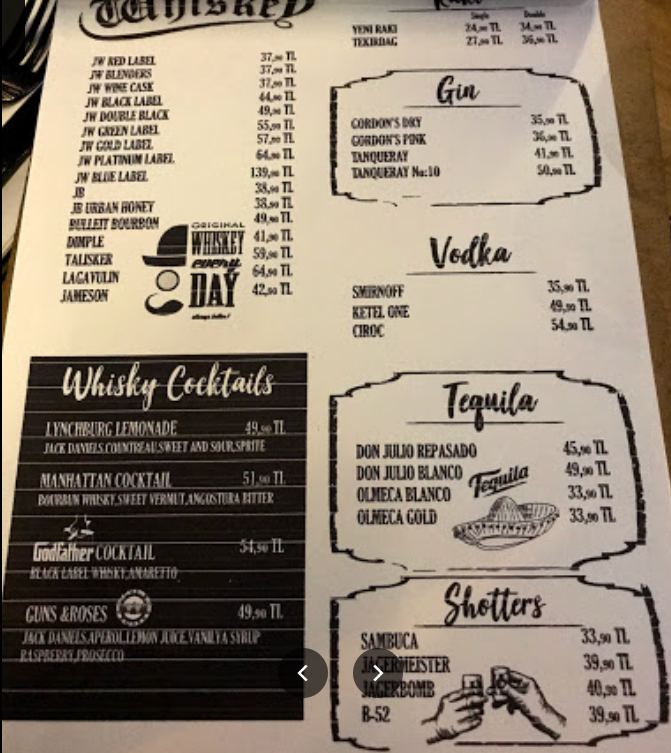 Whiskey
JW RED LABEL 37,90 TL
JW BLENDERS 37,90 TL
JW WINE CASK 37,90 TL
JW BLACK LABEL 44,90 TL
JW DOUBLE BLACK 49,90 TL
JW GREEN LABEL 55,90 TL
JW GOLD LABEL 57,90 TL
JW PLATINUM LABEL 64,90 TL
JW BLUE LABEL 139,90 TL
JB 38,90 TL
JB URBAN HONEY 38,90 TL
BULLEIT BOURBON 49,90 TL
DIMPLE 41,90 TL
TALISKER 59,90 TL
LAGAVULIN 64,90 TL
JAMESON 42,90 TL
ORIGINAL
WHISKEY
every
DAY
Whisky Cocktails
LYNCHBURG LEMONADE 49,90 TL
JACK DANIELS,COUNTREAU,SWEET AND SOUR,SPRITE
MANHATTAN COCKTAIL 51,90 TL
BOURBUN WHISKY,SWEET VERMUT,ANGOSTURA BITTER
Godfather COCKTAIL 54,90 TL
BLACK LABEL WHISKY,AMARETTO
GUNS &ROSES 49,90 TL
JACK DANIELS,APEROL,LEMON JUICE,VANILYA SYRUP
RASPBERRY,PROSECCO
Single Double
YENI RAKI 24,90 TL 34,90 TL
TEKIRDAG 27,90 TL 36,90 TL
Gin
GORDON'S DRY 35,90 TL
GORDON'S PINK 36,90 TL
TANQUERAY 41,90 TL
TANQUERAY No:10 50,90 TL
Vodka
SMIRNOFF 35,90 TL
KETEL ONE 49,90 TL
CIROC 54,90 TL
Tequila
DON JULIO REPASADO 45,90 TL
DON JULIO BLANCO 49,90 TL
OLMECA BLANCO 33,90 TL
OLMECA GOLD 33,90 TL
Tequila
Shotters
SAMBUCA 33,90 TL
JAGERMEISTER 39,90 TL
JAGERBOMB 40,90 TL
B-52 39,90 TL